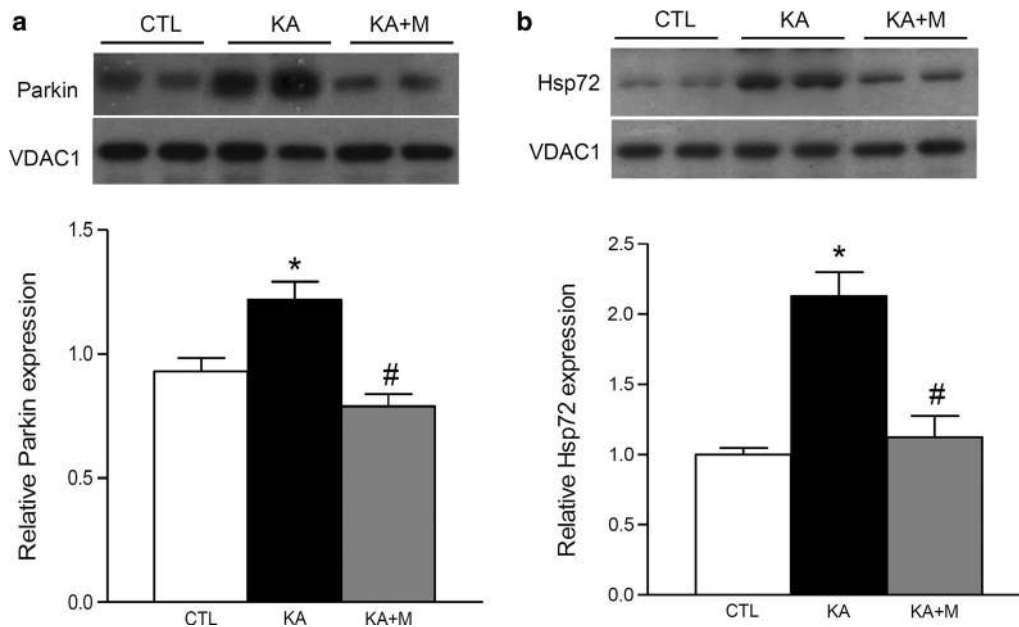 a
CTL KA KA+M
Parkin
VDAC1
Relative Parkin expression
1.5
1.0
0.5
0.0
*
#
CTL KA KA+M
b
CTL KA KA+M
Hsp72
VDAC1
Relative Hsp72 expression
2.5
2.0
1.5
1.0
0.5
0.0
*
#
CTL KA KA+M